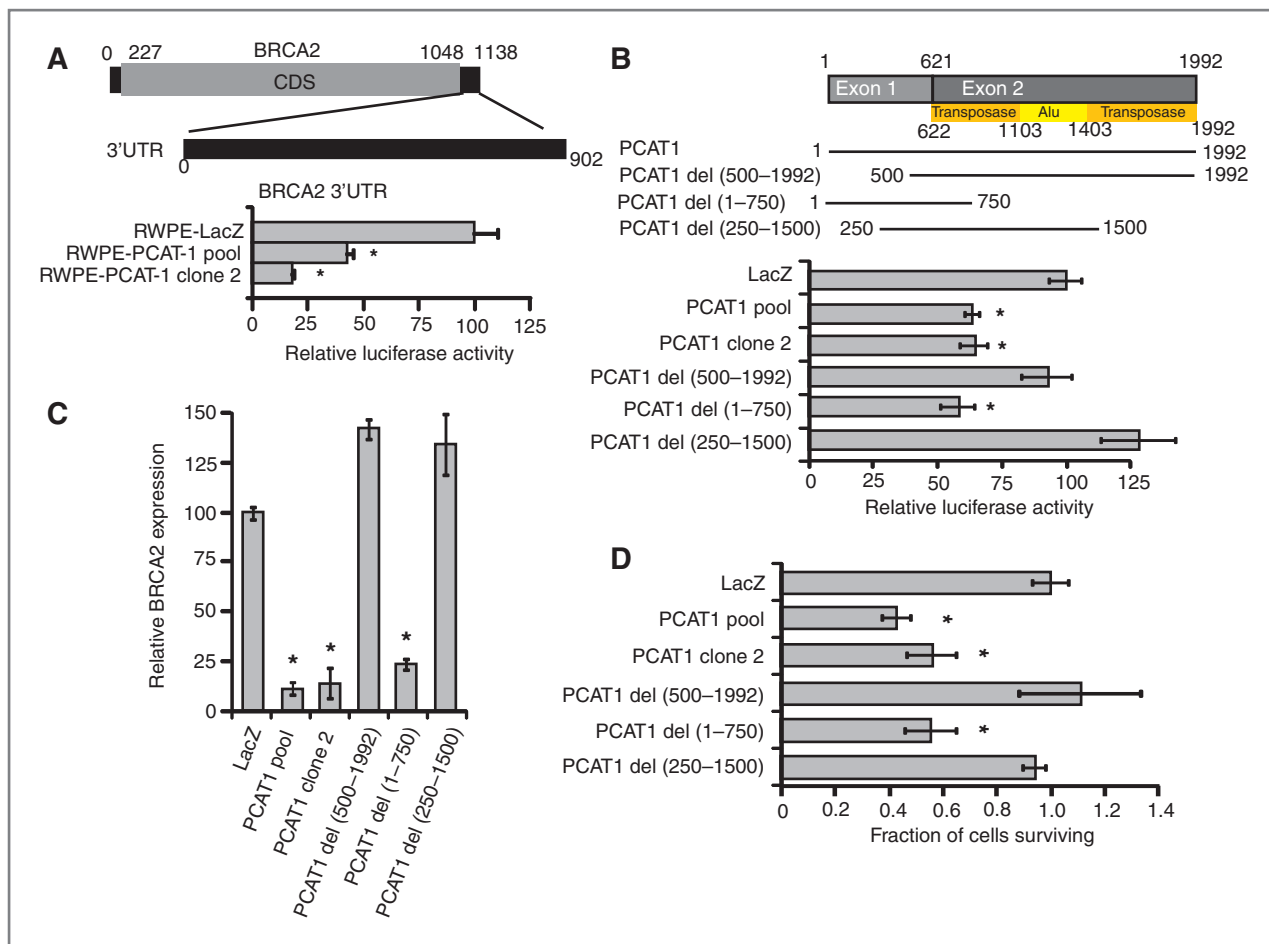 A
0 227 BRCA2 1048 1138
CDS
3'UTR
0 902
BRCA2 3'UTR
RWPE-LacZ
RWPE-PCAT-1 pool *
RWPE-PCAT-1 clone 2 *
0 25 50 75 100 125
Relative luciferase activity
B
1 621 1992
Exon 1 Exon 2
Transposase Alu Transposase
622 1103 1403 1992
PCAT1 1 1992
PCAT1 del (500–1992) 500 1992
PCAT1 del (1–750) 1 750
PCAT1 del (250–1500) 250 1500
LacZ
PCAT1 pool *
PCAT1 clone 2 *
PCAT1 del (500–1992)
PCAT1 del (1–750) *
PCAT1 del (250–1500)
0 25 50 75 100 125
Relative luciferase activity
C
Relative BRCA2 expression
150
125
100
75
50
25
0
* * *
LacZ
PCAT1 pool
PCAT1 clone 2
PCAT1 del (500–1992)
PCAT1 del (1–750)
PCAT1 del (250–1500)
D
LacZ
PCAT1 pool *
PCAT1 clone 2 *
PCAT1 del (500–1992)
PCAT1 del (1–750) *
PCAT1 del (250–1500)
0 0.2 0.4 0.6 0.8 1.0 1.2 1.4
Fraction of cells surviving